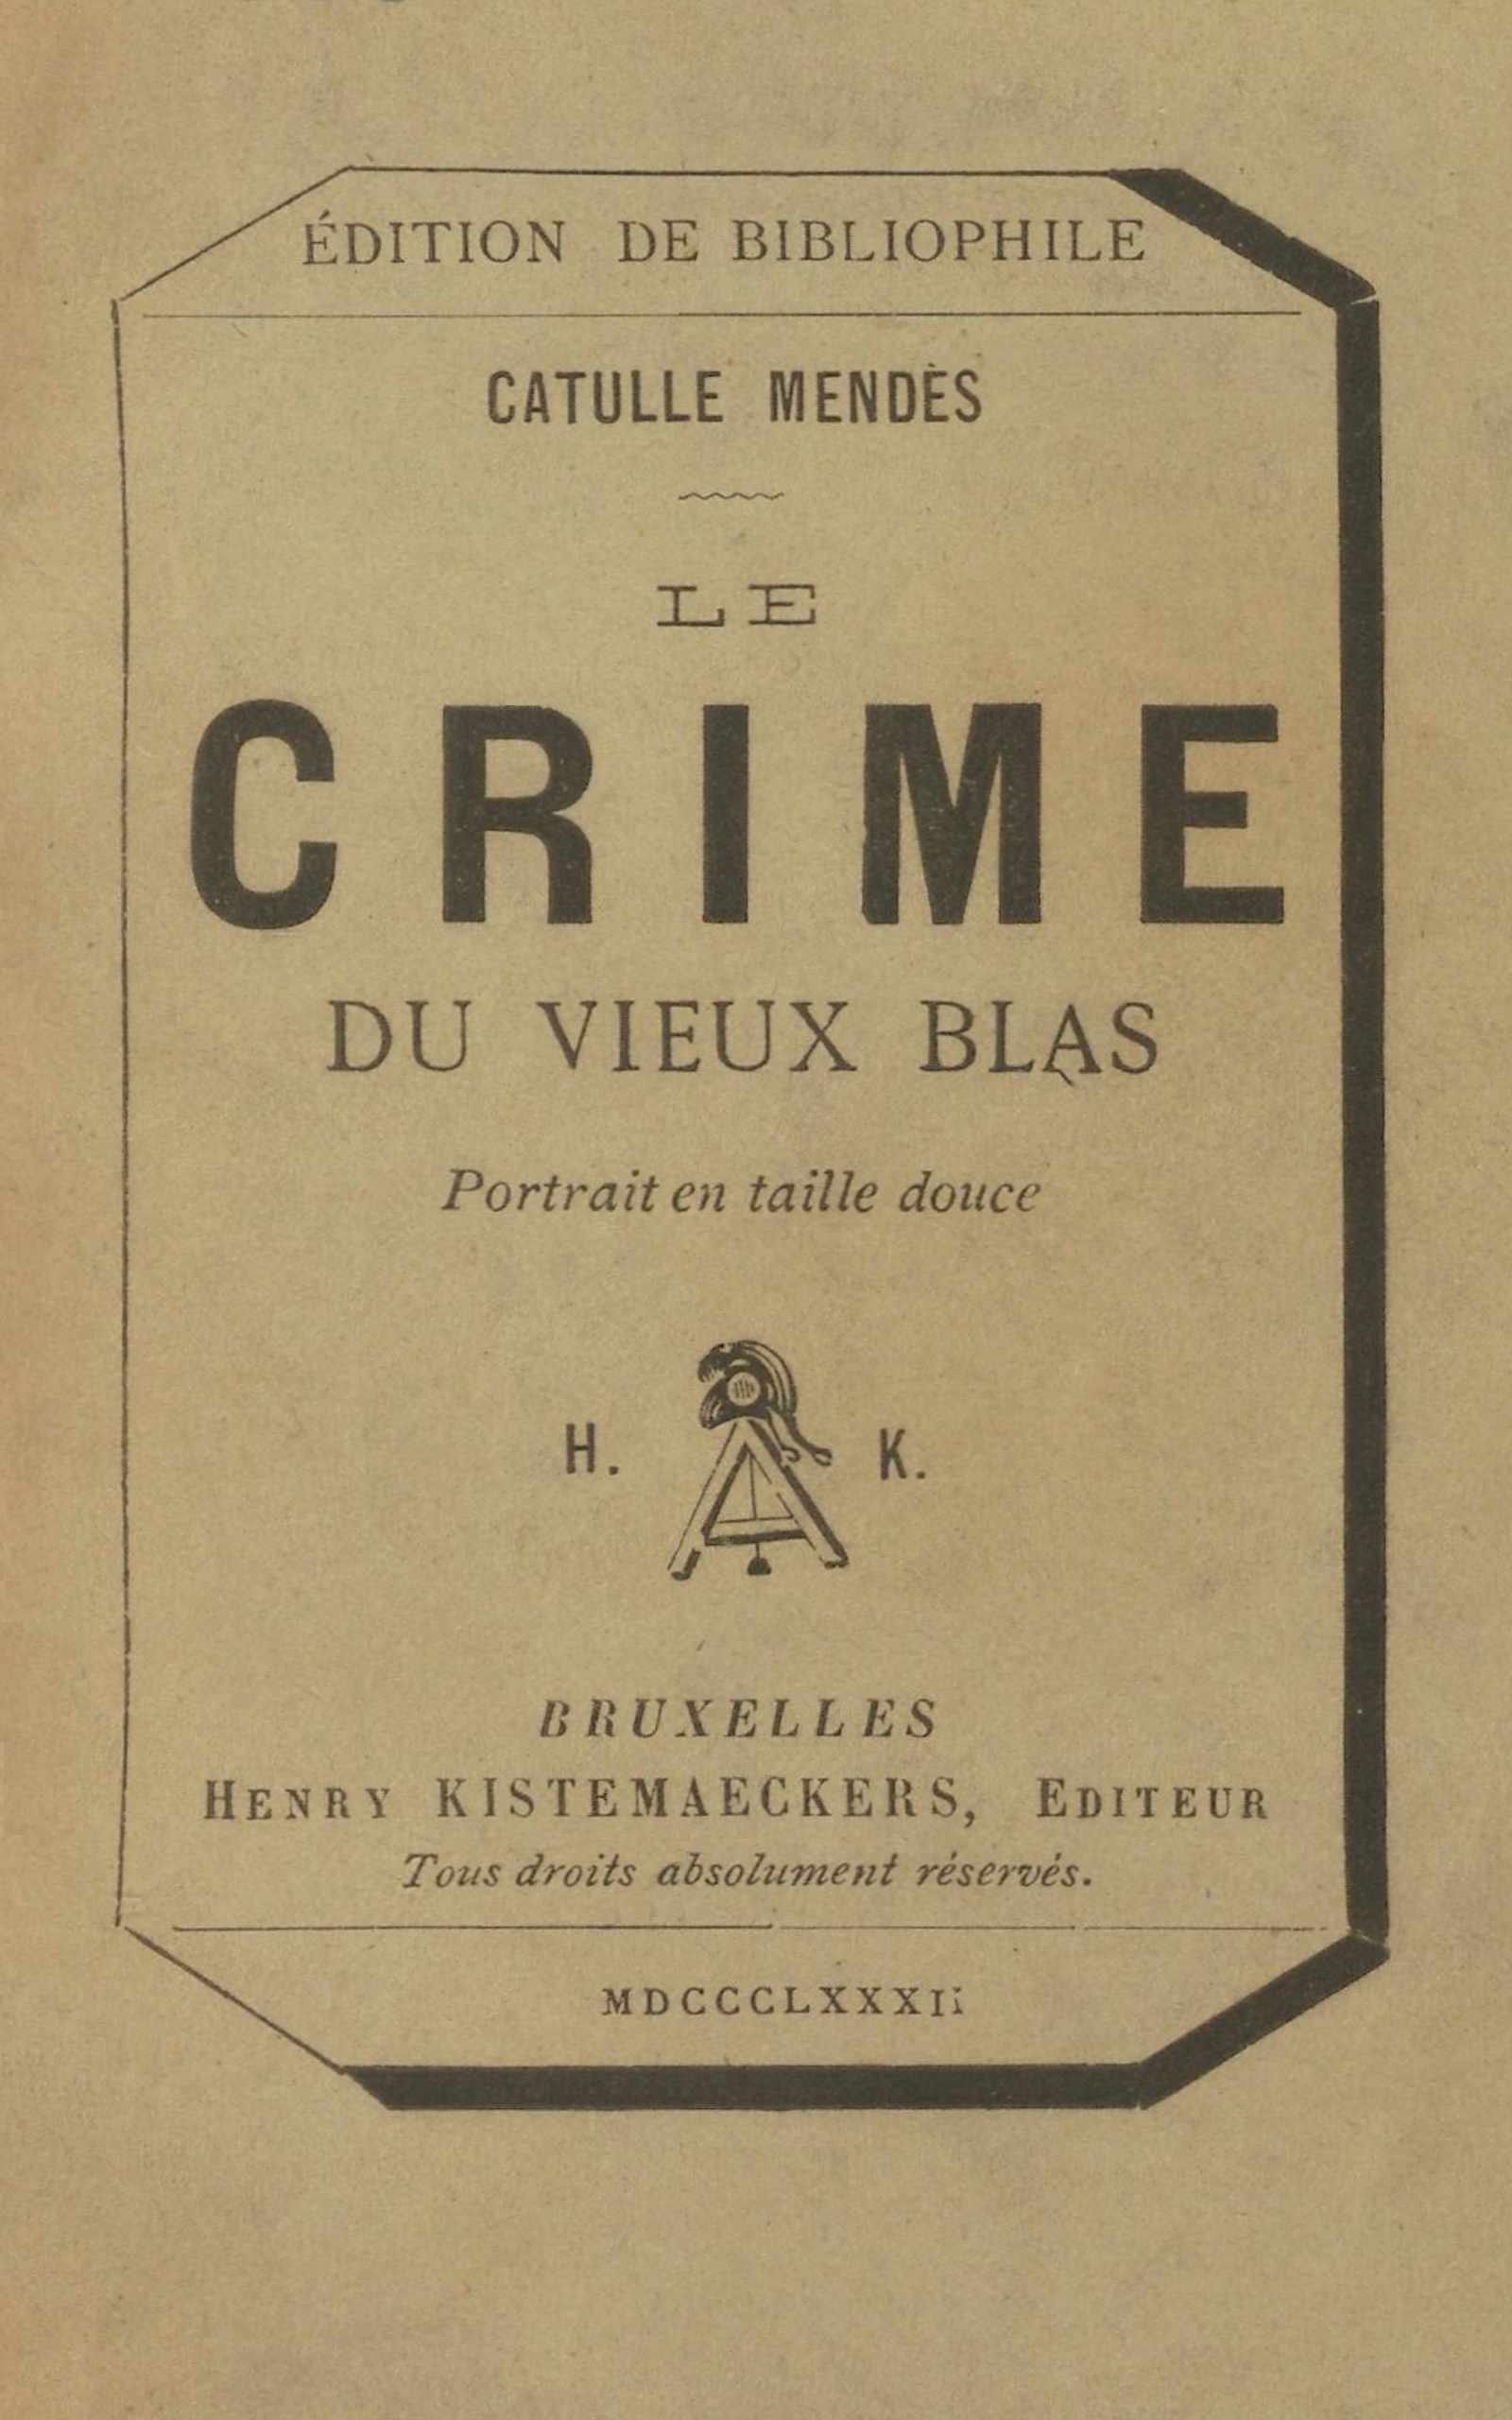 ÉDITION DE BIBLIOPHILE
CATULLE MENDÈS
LE
CRIME
DU VIEUX BLAS
Portrait en taille douce
H. K.
BRUXELLES
HENRY KISTEMAECKERS, EDITEUR
Tous droits absolument réservés.
MDCCCLXXXII